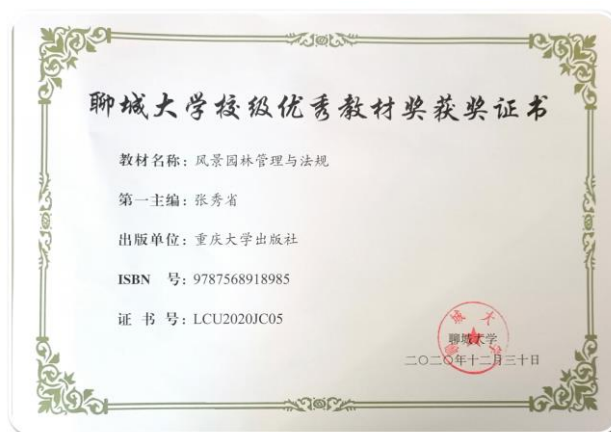 聊城大学校级优秀教材奖获奖证书
教材名称：风景园林管理与法规
第一主编：张秀省
出版单位：重庆大学出版社
ISBN 号：9787568918985
证 书 号：LCU2020JC05
聊城大学
二〇二〇年十二月三十日